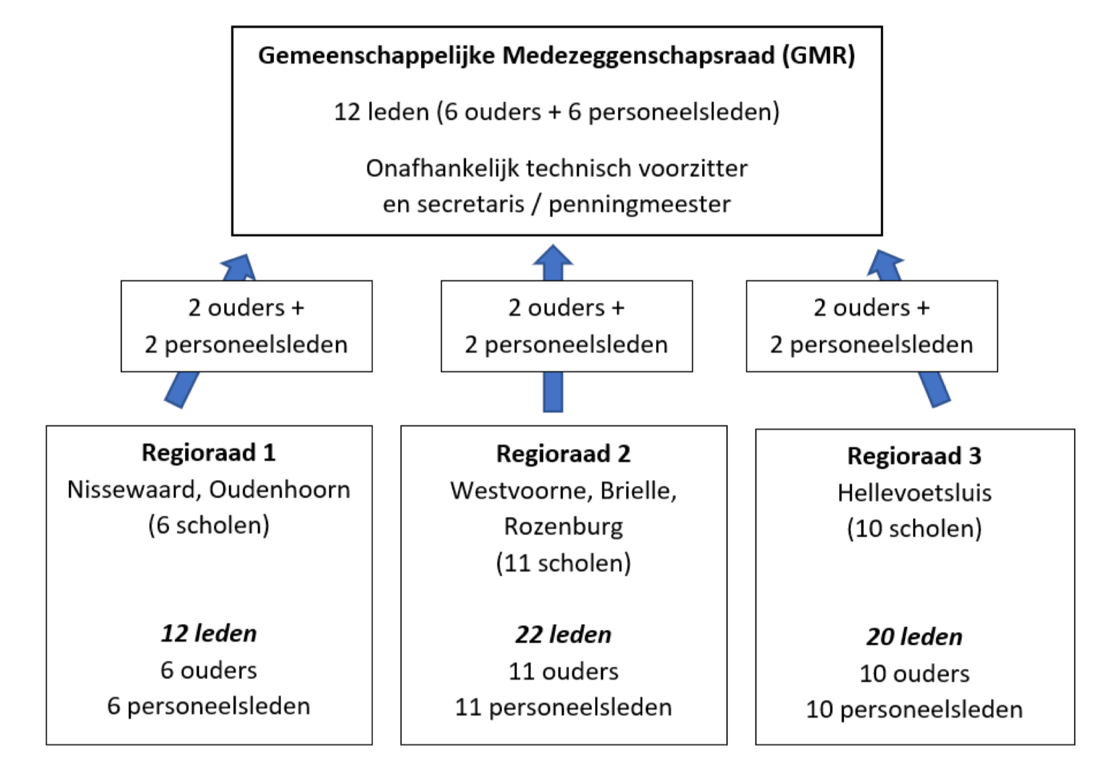 Gemeenschappelijke Medezeggenschapsraad (GMR)
12 leden (6 ouders + 6 personeelsleden)
Onafhankelijk technisch voorzitter
en secretaris / penningmeester
2 ouders +
2 personeelsleden
2 ouders +
2 personeelsleden
2 ouders +
2 personeelsleden
Regioraad 1
Nissewaard, Oudenhoorn
(6 scholen)
12 leden
6 ouders
6 personeelsleden
Regioraad 2
Westvoorne, Brielle,
Rozenburg
(11 scholen)
22 leden
11 ouders
11 personeelsleden
Regioraad 3
Hellevoetsluis
(10 scholen)
20 leden
10 ouders
10 personeelsleden